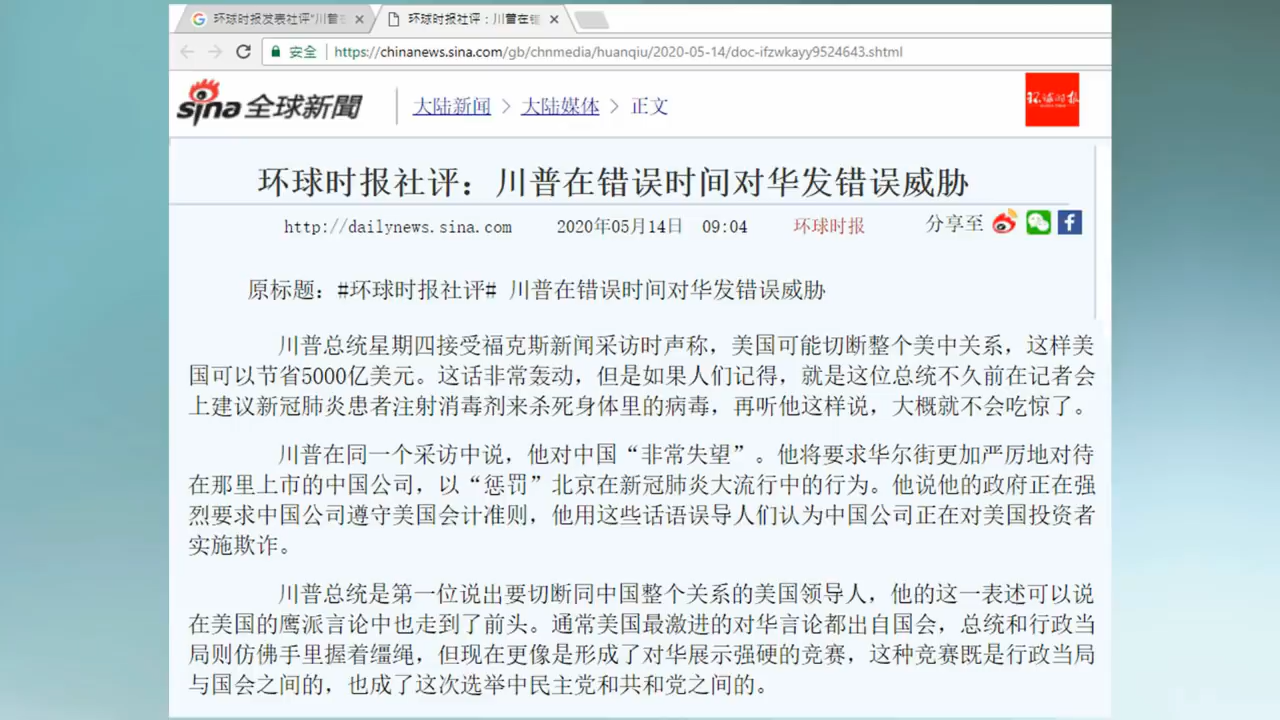 环球时报发表社评"川普在
环球时报社评：川普在错
安全 https://chinanews.sina.com/gb/chnmedia/huanqiu/2020-05-14/doc-ifzwkayy9524643.shtml
sina全球新聞 大陆新闻 > 大陆媒体 > 正文
环球时报
环球时报社评：川普在错误时间对华发错误威胁
http://dailynews.sina.com 2020年05月14日 09:04 环球时报 分享至
原标题：#环球时报社评# 川普在错误时间对华发错误威胁
川普总统星期四接受福克斯新闻采访时声称，美国可能切断整个美中关系，这样美
国可以节省5000亿美元。这话非常轰动，但是如果人们记得，就是这位总统不久前在记者会
上建议新冠肺炎患者注射消毒剂来杀死身体里的病毒，再听他这样说，大概就不会吃惊了。
川普在同一个采访中说，他对中国“非常失望”。他将要求华尔街更加严厉地对待
在那里上市的中国公司，以“惩罚”北京在新冠肺炎大流行中的行为。他说他的政府正在强
烈要求中国公司遵守美国会计准则，他用这些话语误导人们认为中国公司正在对美国投资者
实施欺诈。
川普总统是第一位说出要切断同中国整个关系的美国领导人，他的这一表述可以说
在美国的鹰派言论中也走到了前头。通常美国最激进的对华言论都出自国会，总统和行政当
局则仿佛手里握着缰绳，但现在更像是形成了对华展示强硬的竞赛，这种竞赛既是行政当局
与国会之间的，也成了这次选举中民主党和共和党之间的。